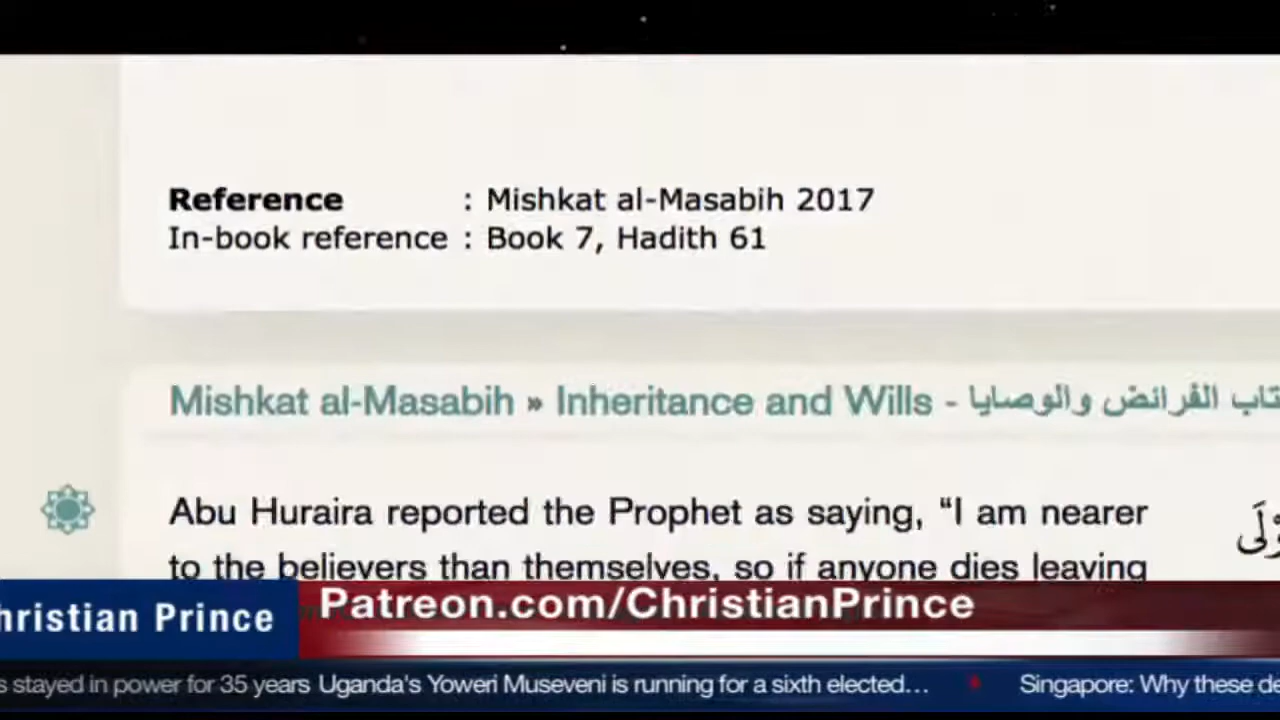 Reference : Mishkat al-Masabih 2017
In-book reference : Book 7, Hadith 61
Mishkat al-Masabih » Inheritance and Wills - تاب الفرائض والوصايا
Abu Huraira reported the Prophet as saying, “I am nearer
to the believers than themselves, so if anyone dies leaving
hristian Prince
Patreon.com/ChristianPrince
s stayed in power for 35 years Uganda's Yoweri Museveni is running for a sixth elected... Singapore: Why these de